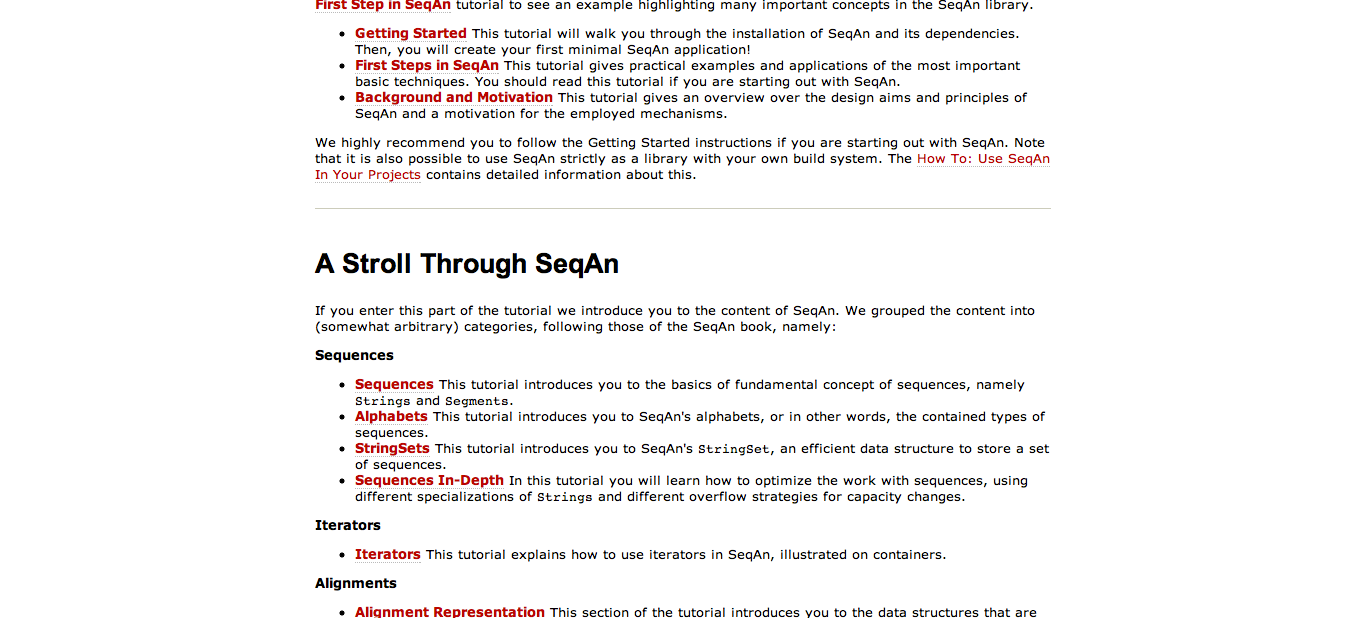 First Step in SeqAn tutorial to see an example highlighting many important concepts in the SeqAn library.
Getting Started This tutorial will walk you through the installation of SeqAn and its dependencies.
Then, you will create your first minimal SeqAn application!
First Steps in SeqAn This tutorial gives practical examples and applications of the most important
basic techniques. You should read this tutorial if you are starting out with SeqAn.
Background and Motivation This tutorial gives an overview over the design aims and principles of
SeqAn and a motivation for the employed mechanisms.
We highly recommend you to follow the Getting Started instructions if you are starting out with SeqAn. Note
that it is also possible to use SeqAn strictly as a library with your own build system. The How To: Use SeqAn
In Your Projects contains detailed information about this.
A Stroll Through SeqAn
If you enter this part of the tutorial we introduce you to the content of SeqAn. We grouped the content into
(somewhat arbitrary) categories, following those of the SeqAn book, namely:
Sequences
Sequences This tutorial introduces you to the basics of fundamental concept of sequences, namely
Strings and Segments.
Alphabets This tutorial introduces you to SeqAn's alphabets, or in other words, the contained types of
sequences.
StringSets This tutorial introduces you to SeqAn's StringSet, an efficient data structure to store a set
of sequences.
Sequences In-Depth In this tutorial you will learn how to optimize the work with sequences, using
different specializations of Strings and different overflow strategies for capacity changes.
Iterators
Iterators This tutorial explains how to use iterators in SeqAn, illustrated on containers.
Alignments
Alignment Representation This section of the tutorial introduces you to the data structures that are